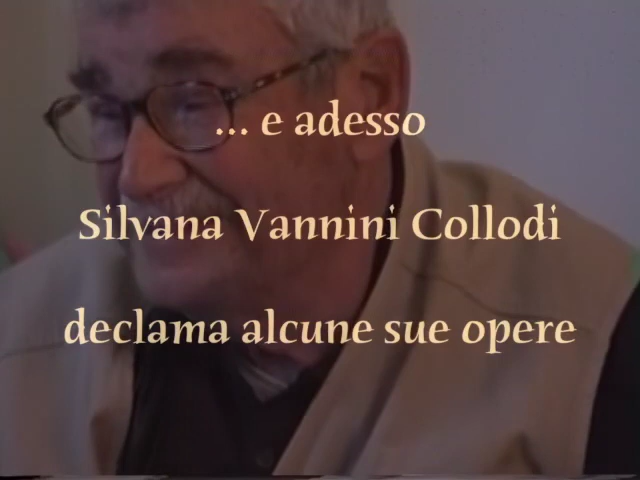 ... e adesso
Silvana Vannini Collodi
declama alcune sue opere